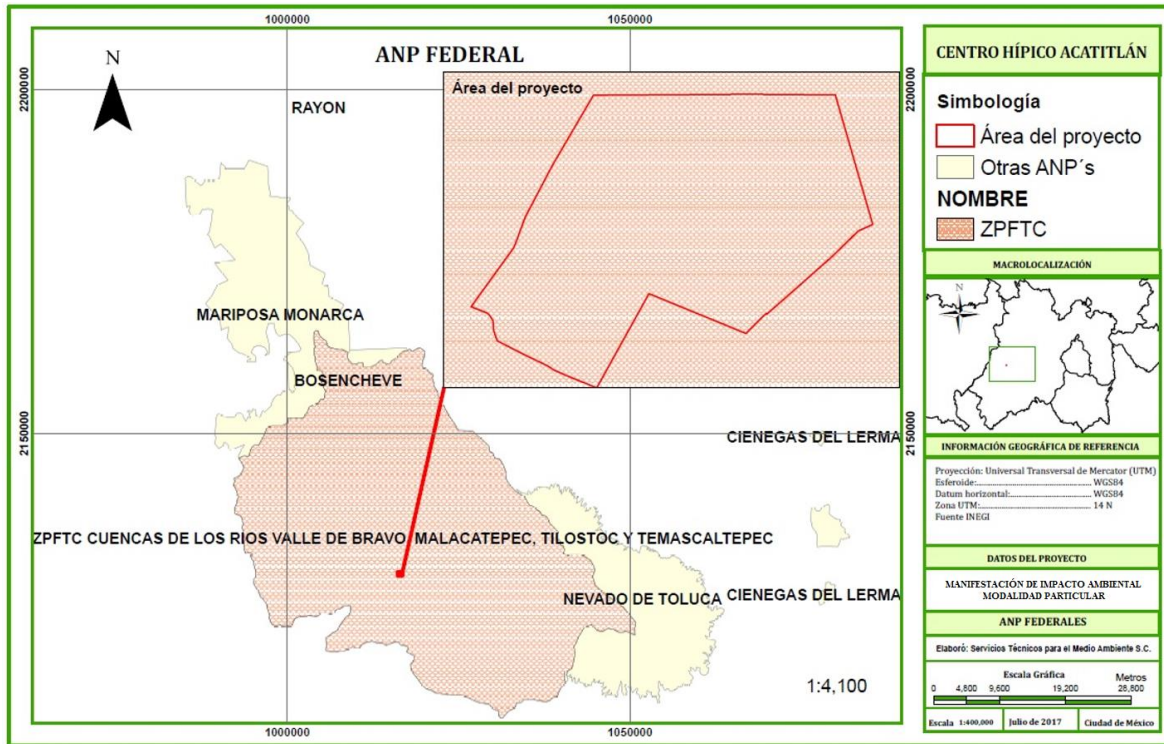 1000000
1050000
ANP FEDERAL
N
2200000
2200000
RAYON
Área del proyecto
MARIPOSA MONARCA
BOSENCHEVE
2150000
2150000
CIENEGAS DEL LERMA
ZPFTC CUENCAS DE LOS RIOS VALLE DE BRAVO, MALACATEPEC, TILOSTOC Y TEMASCALTEPEC
NEVADO DE TOLUCA
CIENEGAS DEL LERMA
1:4,100
1000000
1050000
CENTRO HÍPICO ACATITLÁN
Simbología
Área del proyecto
Otras ANP´s
NOMBRE
ZPFTC
MACROLOCALIZACIÓN
N
INFORMACIÓN GEOGRÁFICA DE REFERENCIA
Proyección: Universal Transversal de Mercator (UTM)
Esferoide:........................................ WGS84
Datum horizontal:............................. WGS84
Zona UTM:........................................ 14 N
Fuente INEGI
DATOS DEL PROYECTO
MANIFESTACIÓN DE IMPACTO AMBIENTAL
MODALIDAD PARTICULAR
ANP FEDERALES
Elaboró: Servicios Técnicos para el Medio Ambiente S.C.
Escala Gráfica
Metros
0 4,800 9,600 19,200 28,800
Escala 1:400,000
Julio de 2017
Ciudad de México